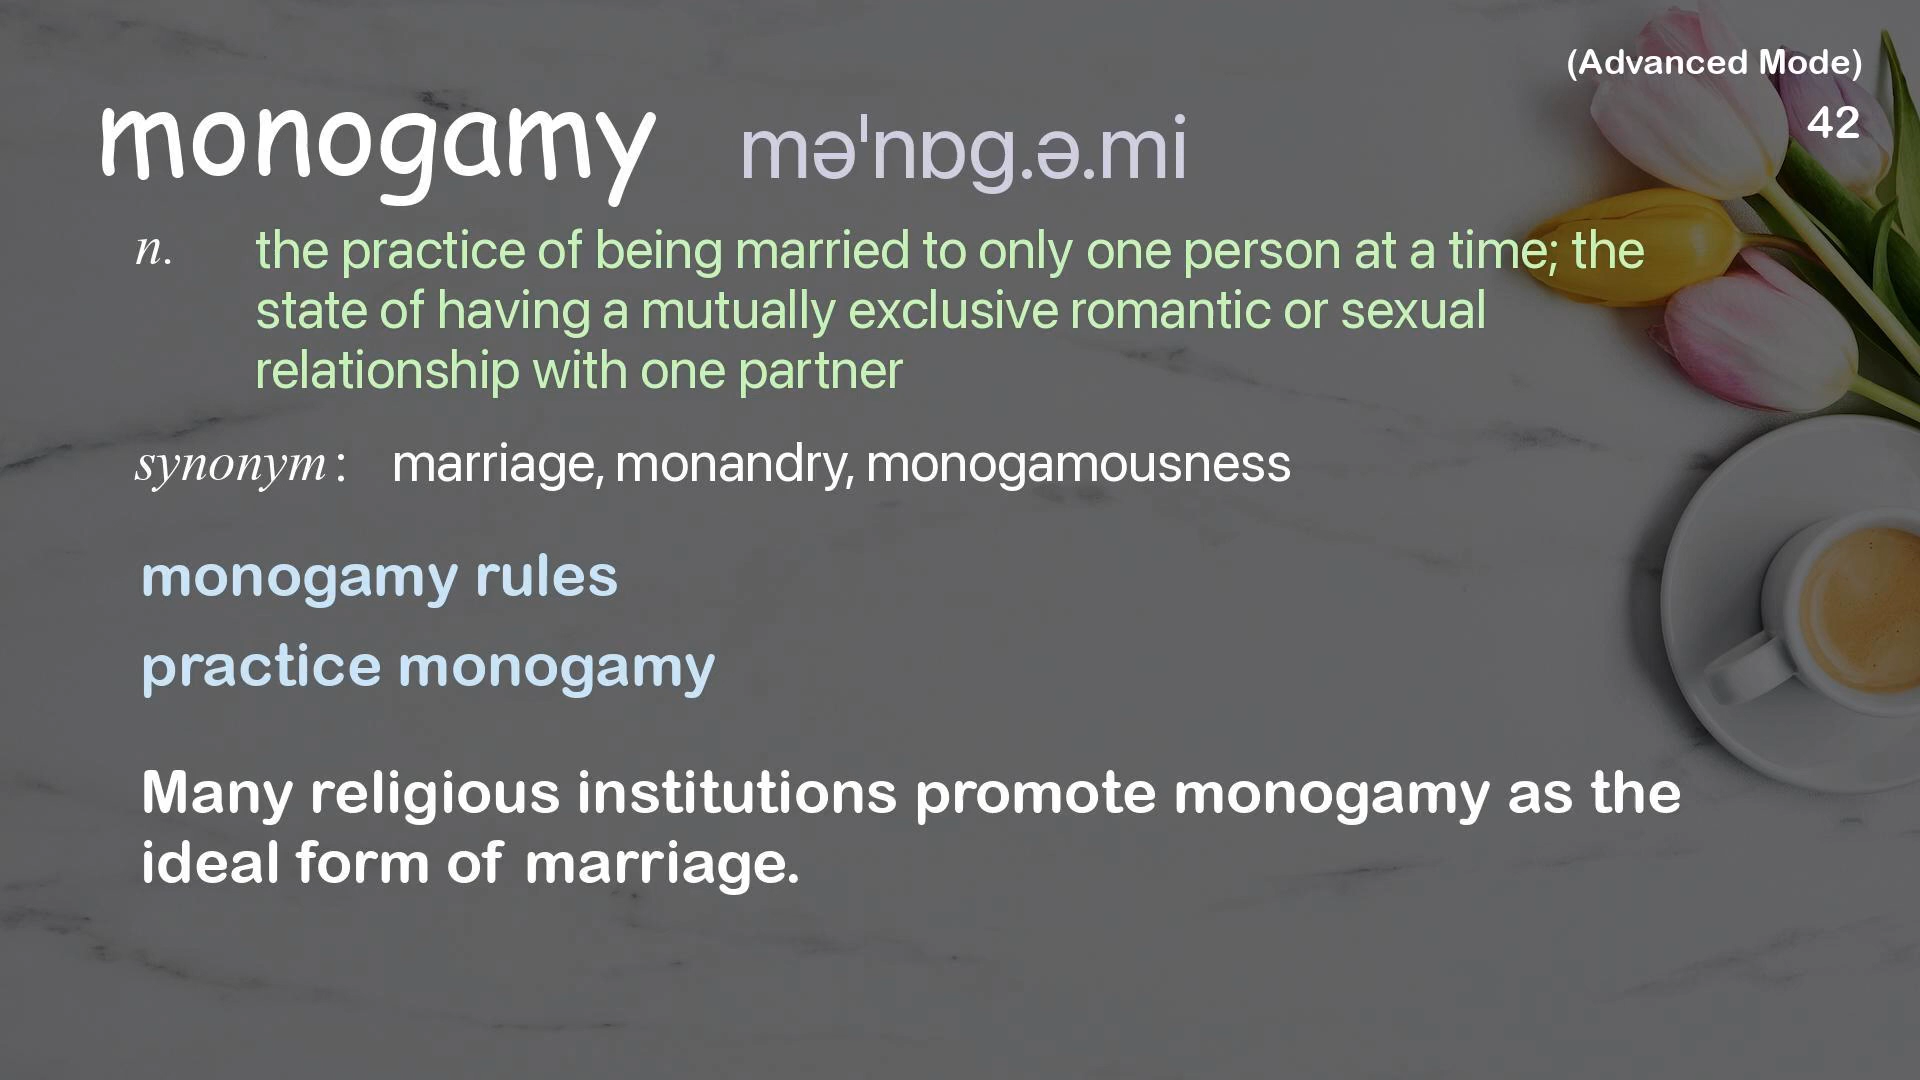 (Advanced Mode)
monogamy məˈnɒg.ə.mi
42
n. the practice of being married to only one person at a time; the
state of having a mutually exclusive romantic or sexual
relationship with one partner
synonym: marriage, monandry, monogamousness
monogamy rules
practice monogamy
Many religious institutions promote monogamy as the
ideal form of marriage.